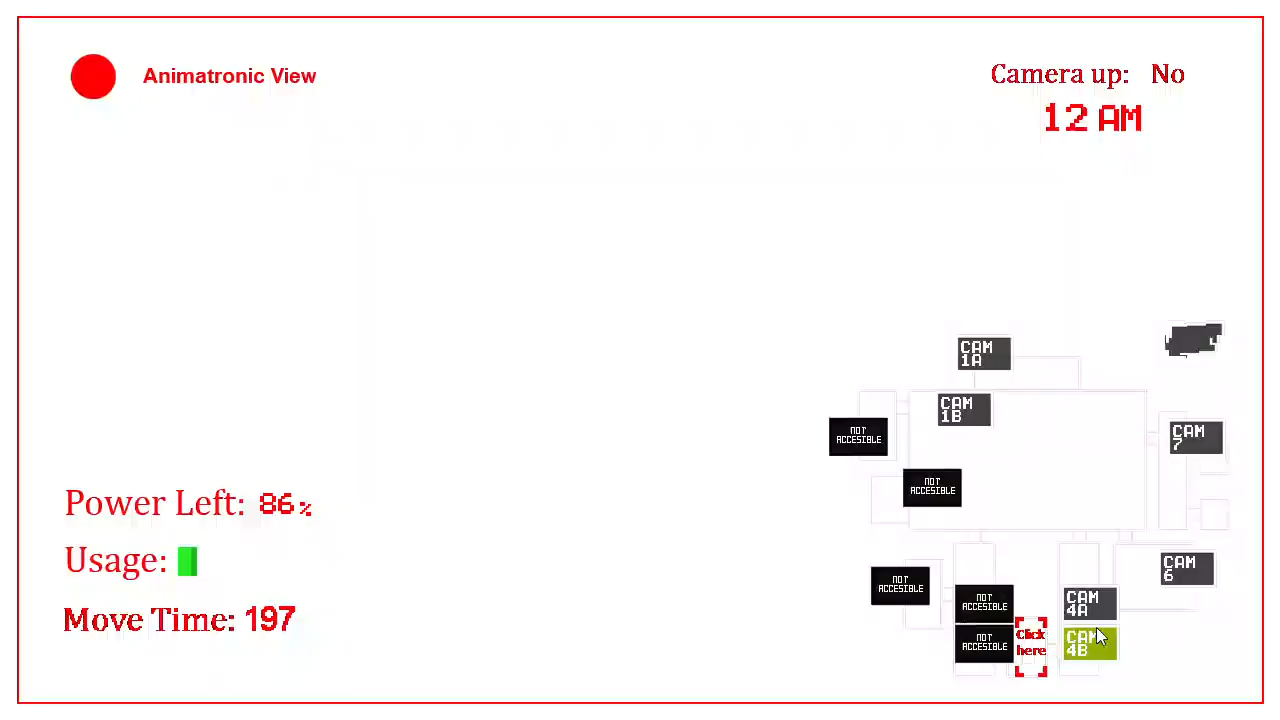 Animatronic View
Camera up: No
12 AM
CAM
1A
CAM
1B
NOT
ACCESIBLE
CAM
7
NOT
ACCESIBLE
Power Left: 86%
Usage:
Move Time: 197
CAM
6
NOT
ACCESIBLE
NOT
ACCESIBLE
CAM
4A
NOT
ACCESIBLE
Click
here
CAM
4B